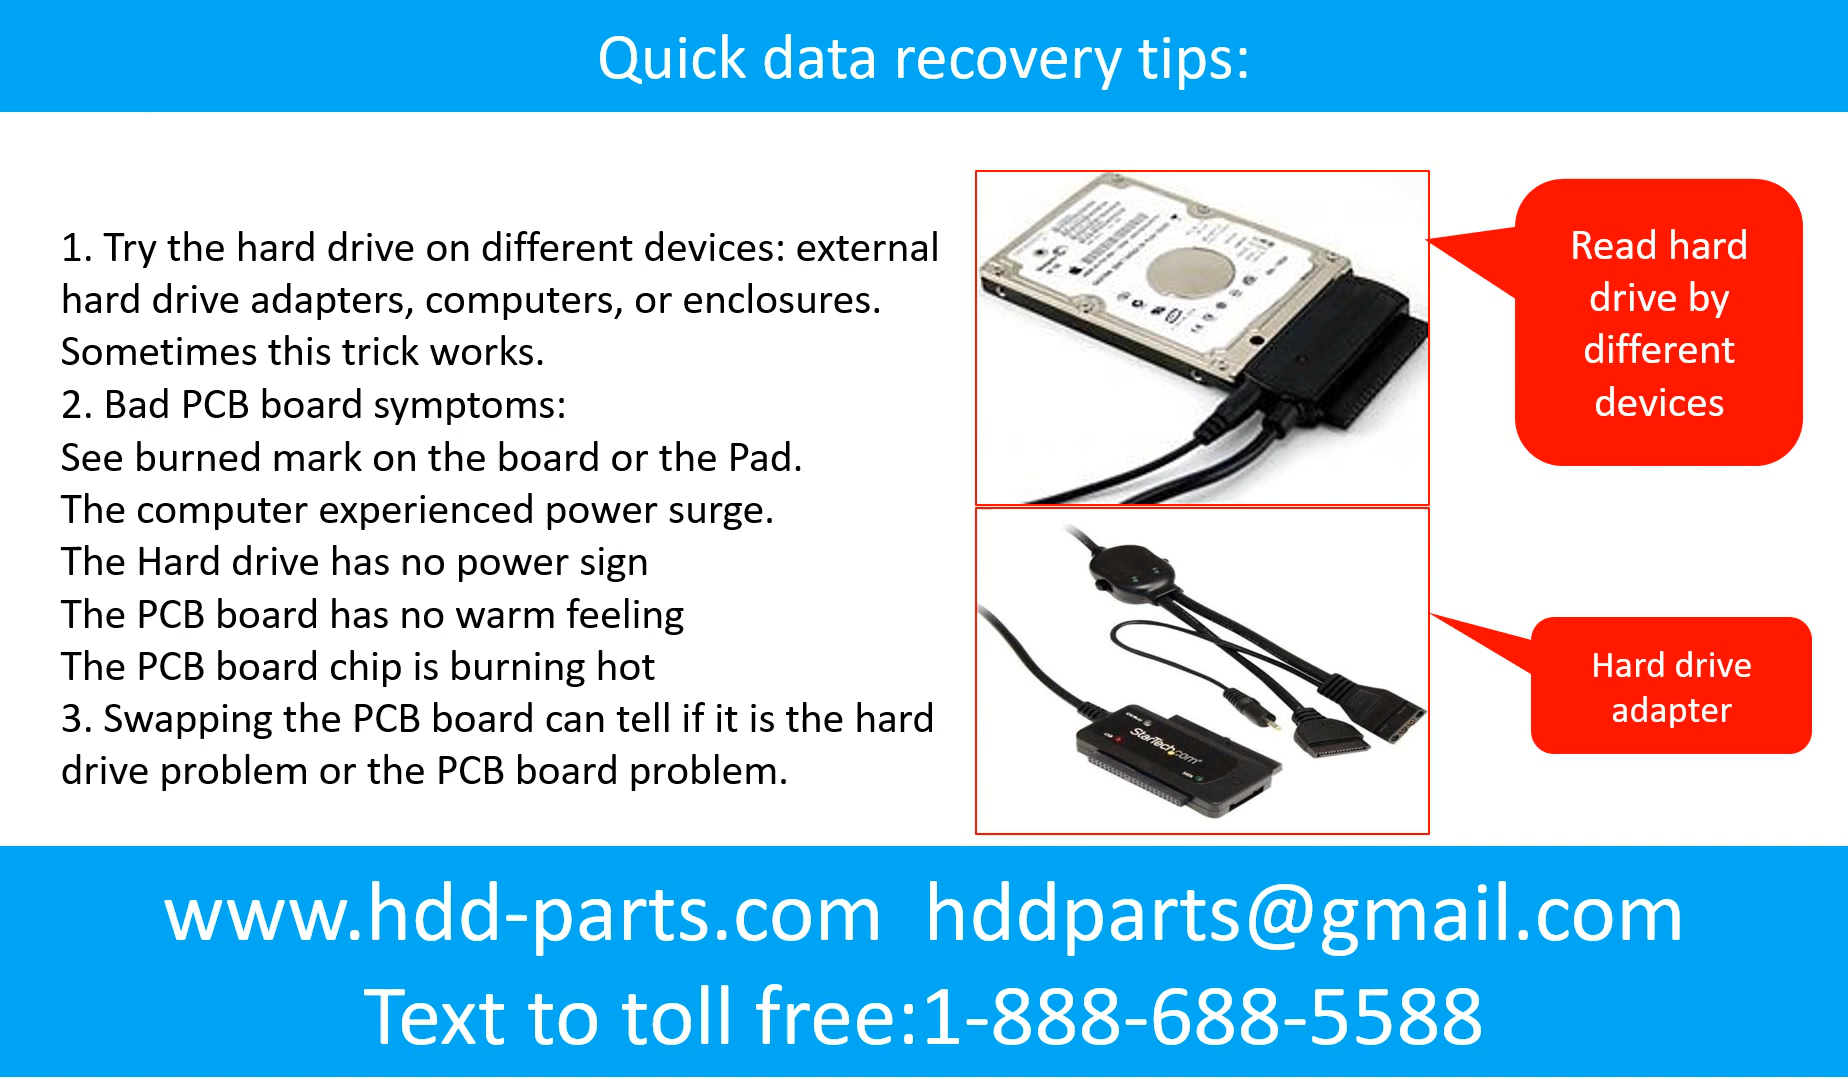 Quick data recovery tips:
1. Try the hard drive on different devices: external
hard drive adapters, computers, or enclosures.
Sometimes this trick works.
2. Bad PCB board symptoms:
See burned mark on the board or the Pad.
The computer experienced power surge.
The Hard drive has no power sign
The PCB board has no warm feeling
The PCB board chip is burning hot
3. Swapping the PCB board can tell if it is the hard
drive problem or the PCB board problem.
Read hard
drive by
different
devices
StarTech.com
Hard drive
adapter
www.hdd-parts.com hddparts@gmail.com
Text to toll free:1-888-688-5588